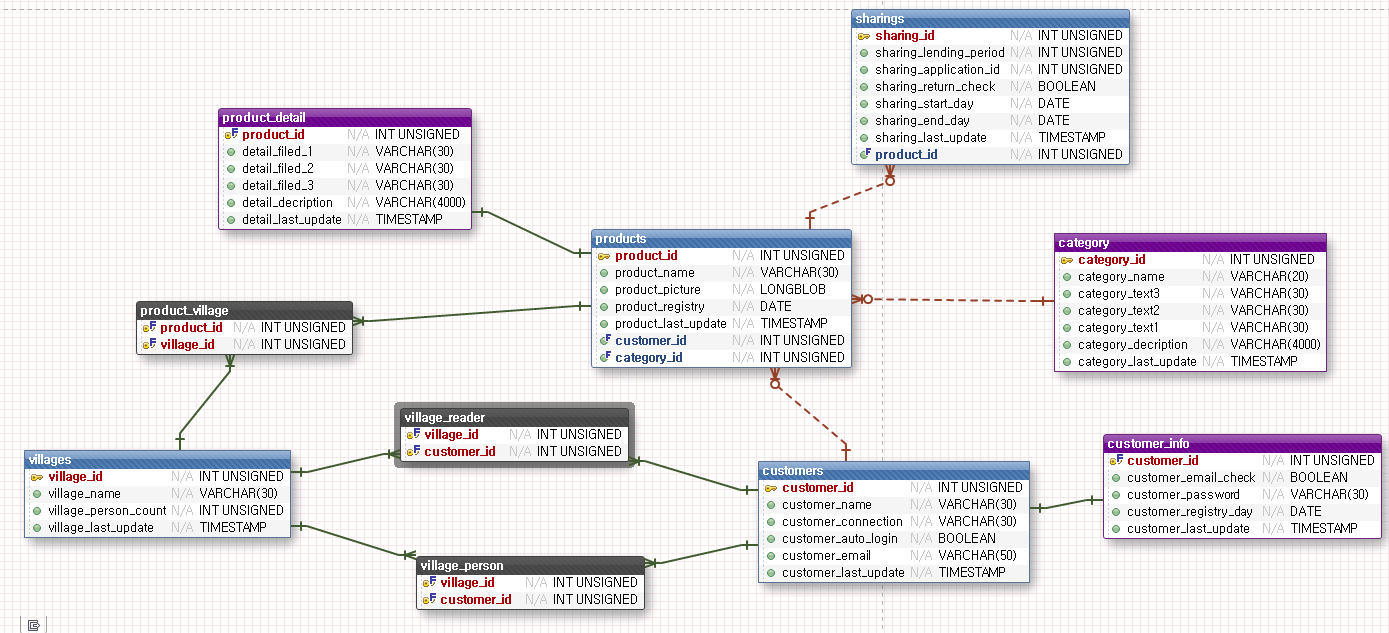 sharings
sharing_id N/A INT UNSIGNED
sharing_lending_period N/A INT UNSIGNED
sharing_application_id N/A INT UNSIGNED
sharing_return_check N/A BOOLEAN
sharing_start_day N/A DATE
sharing_end_day N/A DATE
sharing_last_update N/A TIMESTAMP
product_id N/A INT UNSIGNED
product_detail
product_id N/A INT UNSIGNED
detail_filed_1 N/A VARCHAR(30)
detail_filed_2 N/A VARCHAR(30)
detail_filed_3 N/A VARCHAR(30)
detail_decription N/A VARCHAR(4000)
detail_last_update N/A TIMESTAMP
products
product_id N/A INT UNSIGNED
product_name N/A VARCHAR(30)
product_picture N/A LONGBLOB
product_registry N/A DATE
product_last_update N/A TIMESTAMP
customer_id N/A INT UNSIGNED
category_id N/A INT UNSIGNED
category
category_id N/A INT UNSIGNED
category_name N/A VARCHAR(20)
category_text3 N/A VARCHAR(30)
category_text2 N/A VARCHAR(30)
category_text1 N/A VARCHAR(30)
category_decription N/A VARCHAR(4000)
category_last_update N/A TIMESTAMP
product_village
product_id N/A INT UNSIGNED
village_id N/A INT UNSIGNED
village_reader
village_id N/A INT UNSIGNED
customer_id N/A INT UNSIGNED
villages
village_id N/A INT UNSIGNED
village_name N/A VARCHAR(30)
village_person_count N/A INT UNSIGNED
village_last_update N/A TIMESTAMP
customers
customer_id N/A INT UNSIGNED
customer_name N/A VARCHAR(30)
customer_connection N/A VARCHAR(30)
customer_auto_login N/A BOOLEAN
customer_email N/A VARCHAR(50)
customer_last_update N/A TIMESTAMP
customer_info
customer_id N/A INT UNSIGNED
customer_email_check N/A BOOLEAN
customer_password N/A VARCHAR(30)
customer_registry_day N/A DATE
customer_last_update N/A TIMESTAMP
village_person
village_id N/A INT UNSIGNED
customer_id N/A INT UNSIGNED